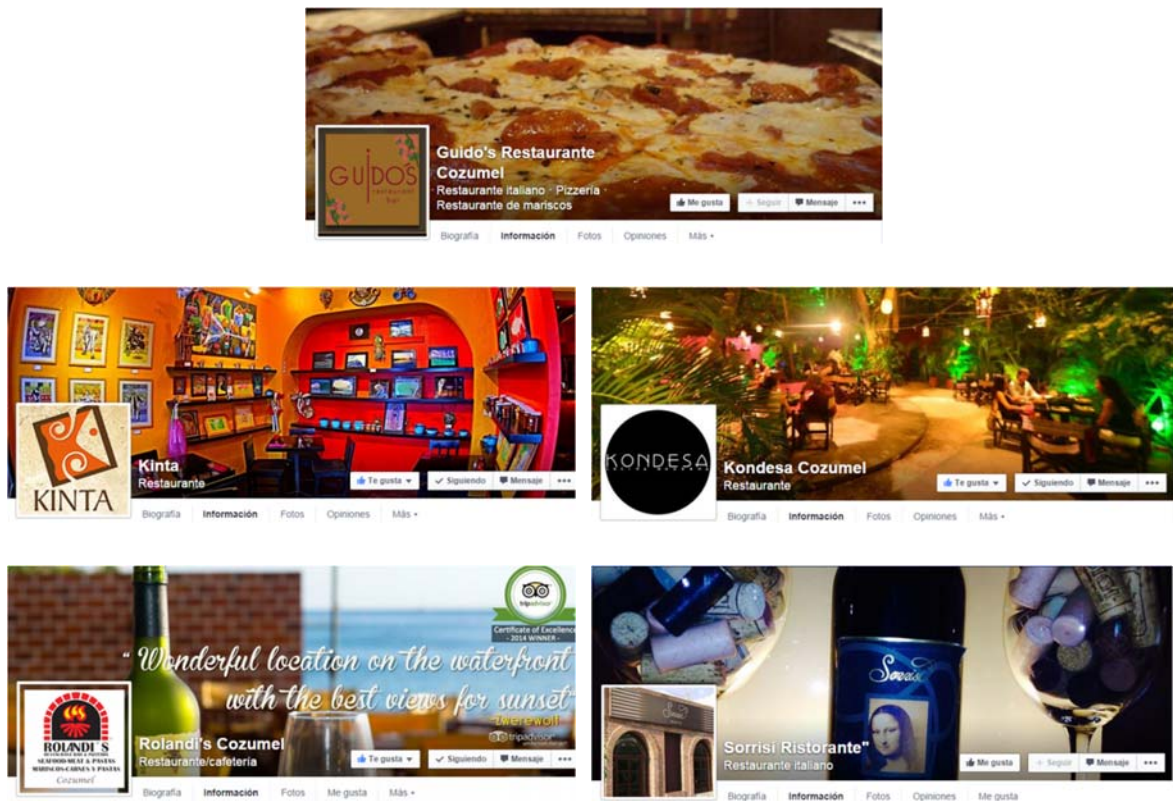 GUIDO'S
restaurant
bar
Guido's Restaurante
Cozumel
Restaurante italiano · Pizzería ·
Restaurante de mariscos
Me gusta
Seguir
Mensaje
Biografía Información Fotos Opiniones Más
KINTA
Kinta
Restaurante
Te gusta
Siguiendo
Mensaje
Biografía Información Fotos Opiniones Más
KONDESA
Kondesa Cozumel
Restaurante
Te gusta
Siguiendo
Mensaje
Biografía Información Fotos Opiniones Más
tripadvisor
Certificate of Excellence
- 2014 WINNER -
“ Wonderful location on the waterfront
with the best views for sunset”
tripadvisor
ROLANDI'S
SEAFOOD-MEAT & PASTAS
MARISCOS-CARNES Y PASTAS
Cozumel
Rolandi's Cozumel
Restaurante/cafetería
Te gusta
Siguiendo
Mensaje
Biografía Información Fotos Me gusta Más
Sorrisi
Sorrisi
Sorrisi Ristorante"
Restaurante italiano
Me gusta
Seguir
Mensaje
Biografía Información Fotos Opiniones Me gusta